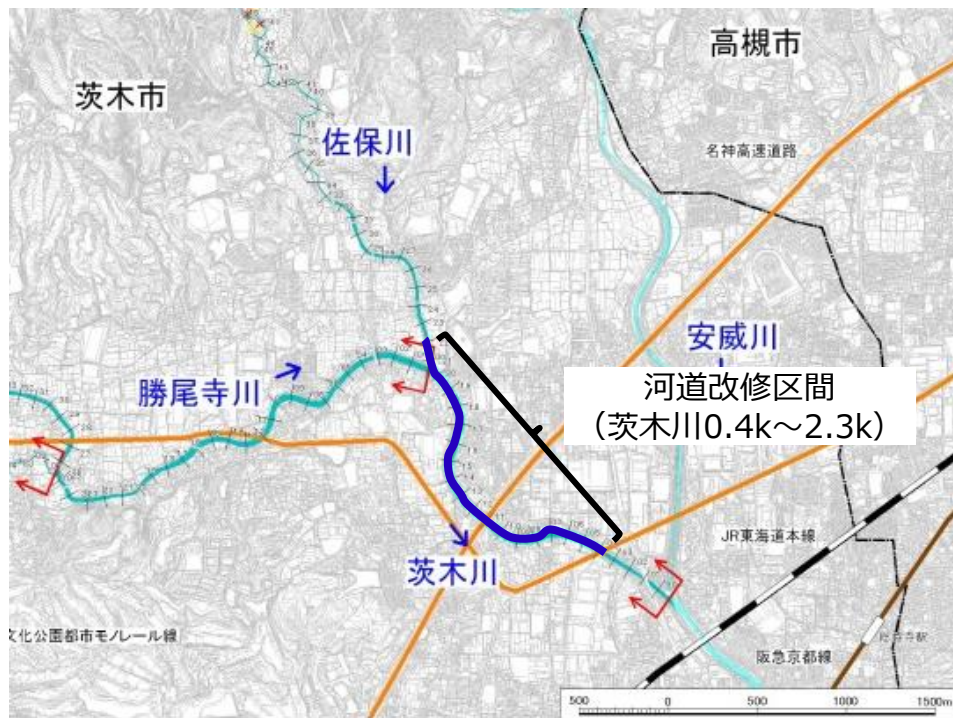 高槻市
茨木市
佐保川
名神高速道路
安威川
勝尾寺川
河道改修区間
（茨木川0.4k～2.3k）
JR東海道本線
茨木川
文化公園都市モノレール線
阪急京都線
500 0 500 1000 1500m